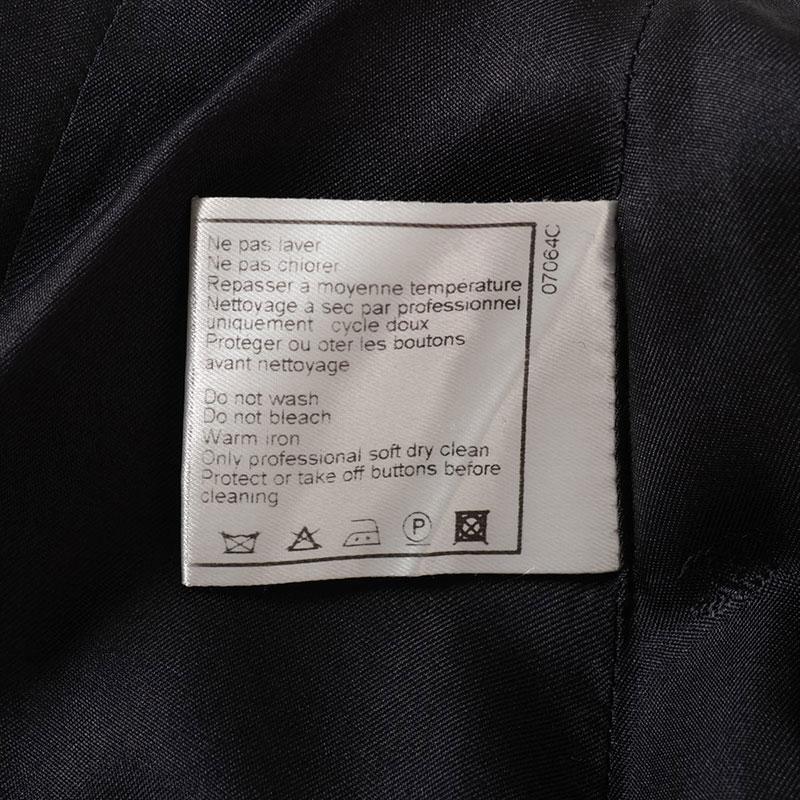 Ne pas laver
Ne pas chlorer
Repasser à moyenne température
Nettoyage à sec par professionnel
uniquement cycle doux
Protéger ou oter les boutons
avant nettoyage
Do not wash
Do not bleach
Warm iron
Only professional soft dry clean
Protect or take off buttons before
cleaning
P
07064C